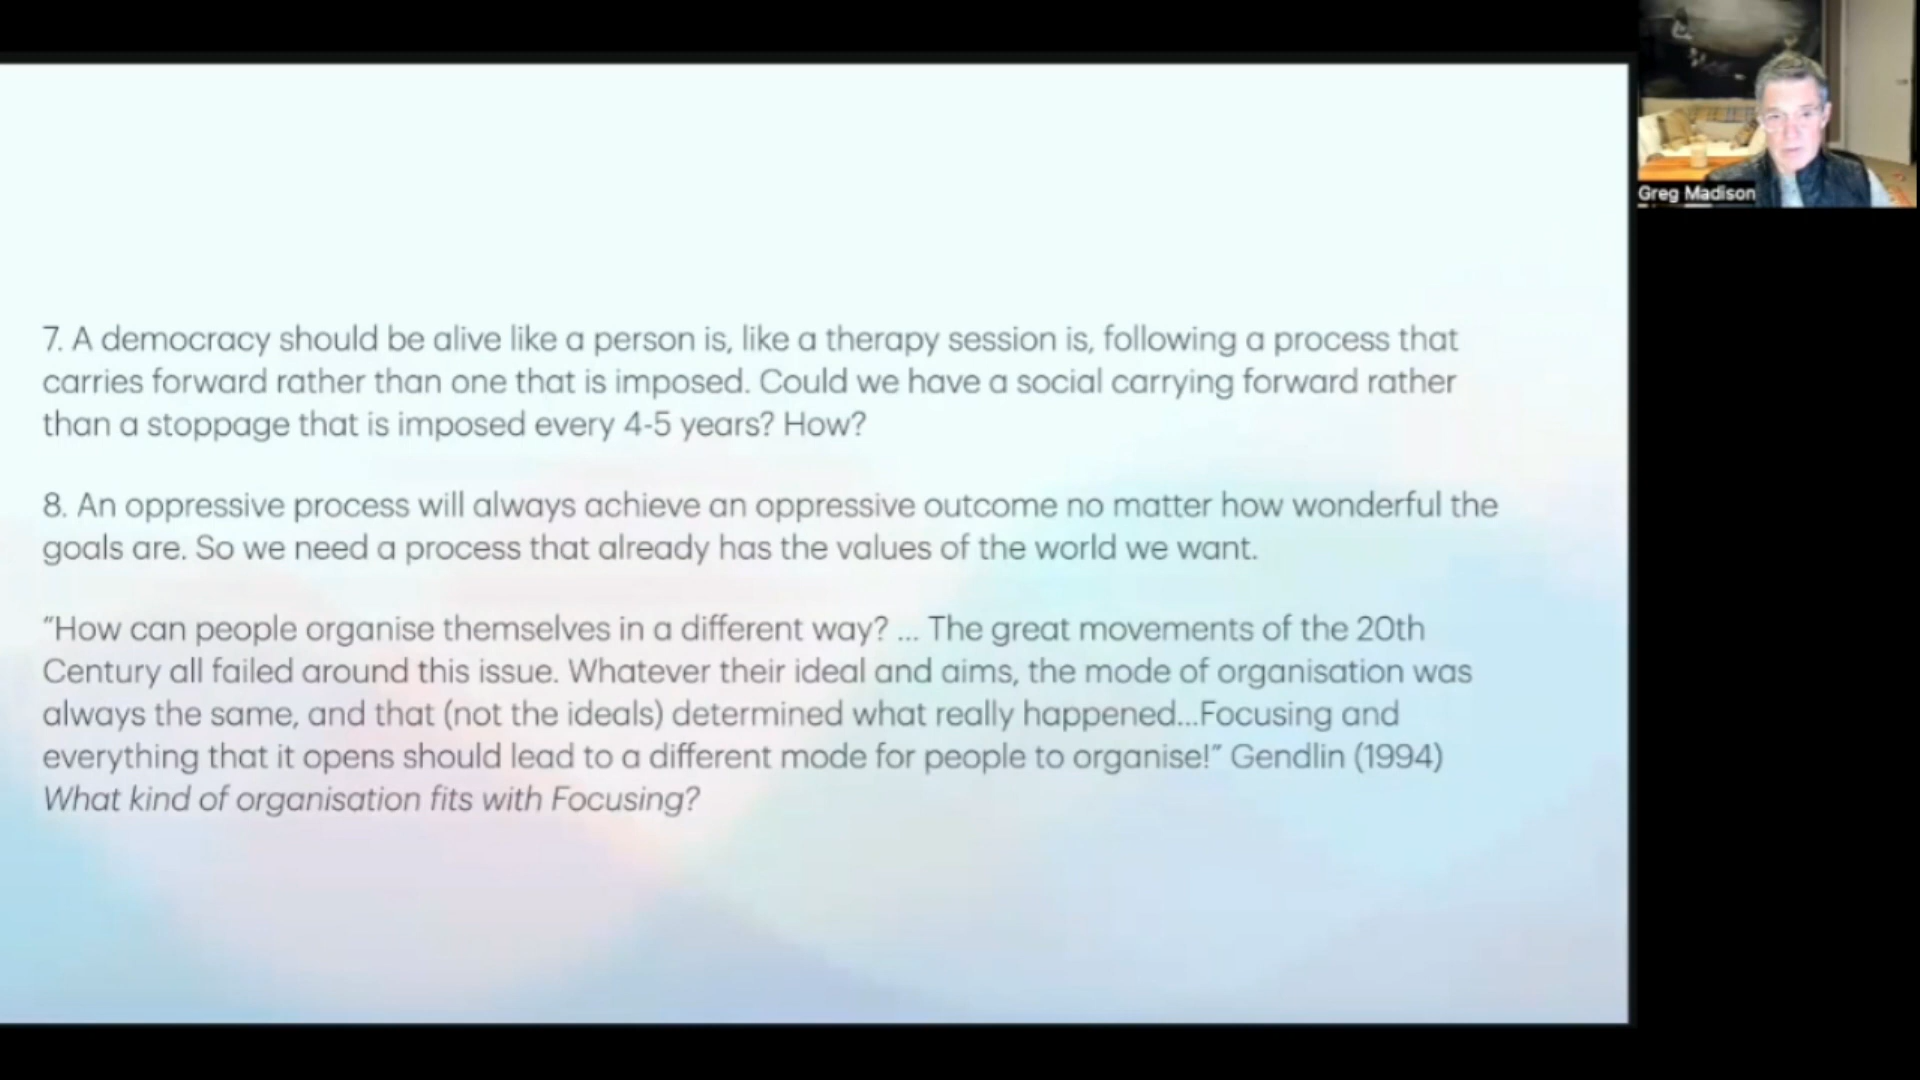 7. A democracy should be alive like a person is, like a therapy session is, following a process that
carries forward rather than one that is imposed. Could we have a social carrying forward rather
than a stoppage that is imposed every 4-5 years? How?
8. An oppressive process will always achieve an oppressive outcome no matter how wonderful the
goals are. So we need a process that already has the values of the world we want.
“How can people organise themselves in a different way? ... The great movements of the 20th
Century all failed around this issue. Whatever their ideal and aims, the mode of organisation was
always the same, and that (not the ideals) determined what really happened...Focusing and
everything that it opens should lead to a different mode for people to organise!” Gendlin (1994)
What kind of organisation fits with Focusing?
Greg Madison